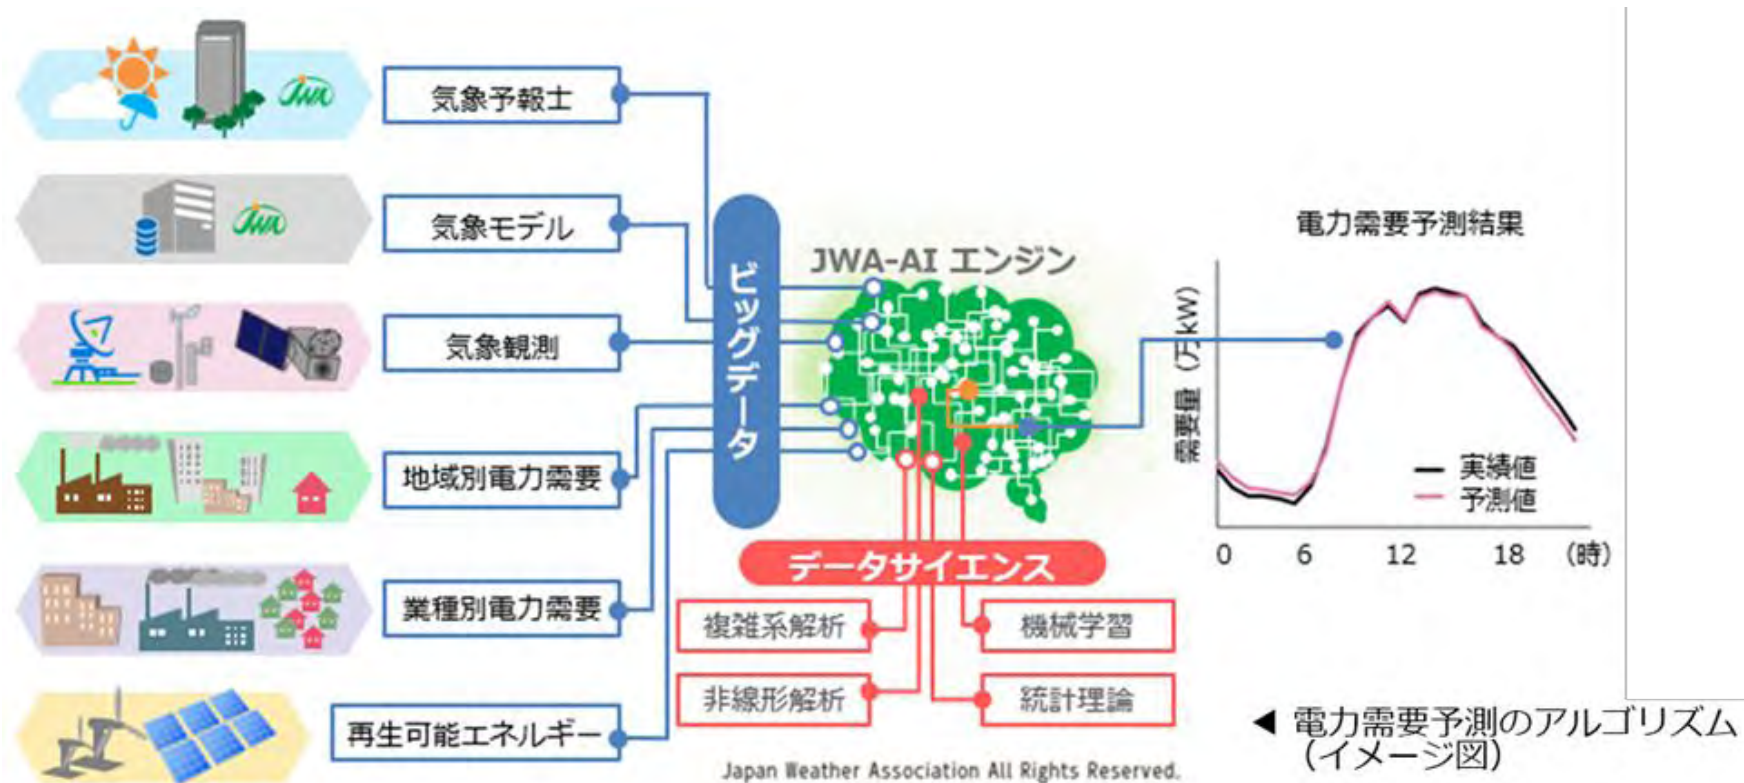 気象予報士
JWA
気象モデル
JWA
気象観測
地域別電力需要
業種別電力需要
再生可能エネルギー
ビッグデータ
JWA-AI エンジン
データサイエンス
複雑系解析
機械学習
非線形解析
統計理論
電力需要予測結果
需要量（万kW）
実績値
予測値
0 6 12 18 （時）
◀ 電力需要予測のアルゴリズム
（イメージ図）
Japan Weather Association All Rights Reserved.